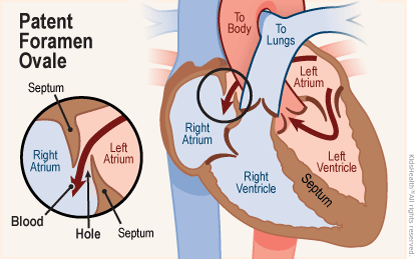 Patent
Foramen
Ovale
Septum
Right
Atrium
Left
Atrium
Blood
Hole
Septum
To
Body
To
Lungs
Left
Atrium
Right
Atrium
Left
Ventricle
Right
Ventricle
Septum
KidsHealth® All rights reserved.